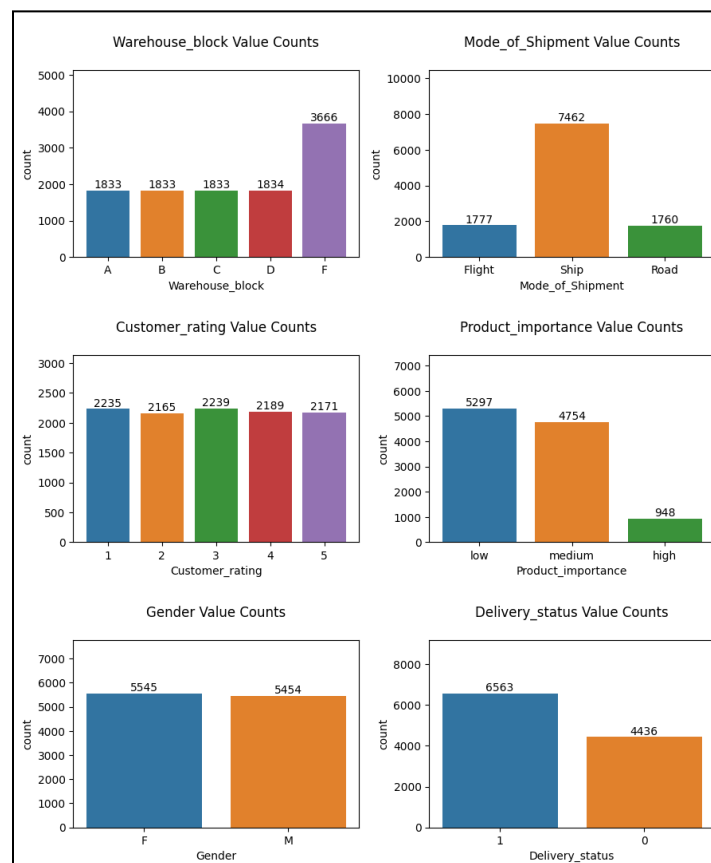 Warehouse_block Value Counts
5000
4000
3000
2000
1000
0
count
1833
1833
1833
1834
3666
A
B
C
D
F
Warehouse_block
Mode_of_Shipment Value Counts
10000
8000
6000
4000
2000
0
count
1777
7462
1760
Flight
Ship
Road
Mode_of_Shipment
Customer_rating Value Counts
3000
2500
2000
1500
1000
500
0
count
2235
2165
2239
2189
2171
1
2
3
4
5
Customer_rating
Product_importance Value Counts
7000
6000
5000
4000
3000
2000
1000
0
count
5297
4754
948
low
medium
high
Product_importance
Gender Value Counts
7000
6000
5000
4000
3000
2000
1000
0
count
5545
5454
F
M
Gender
Delivery_status Value Counts
8000
6000
4000
2000
0
count
6563
4436
1
0
Delivery_status